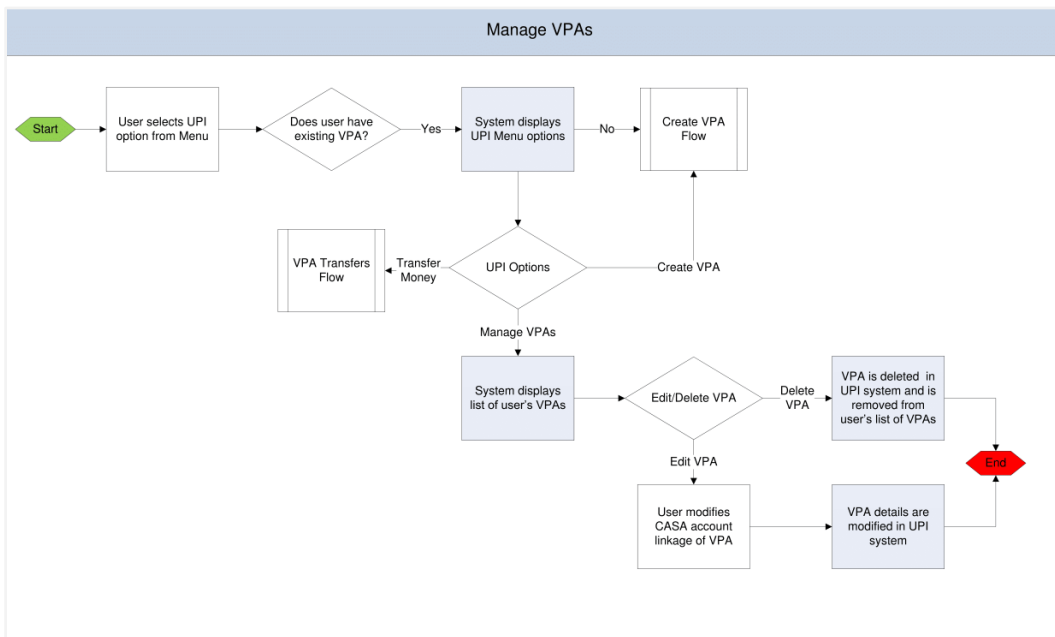 Manage VPAs
Start
User selects UPI
option from Menu
Does user have
existing VPA?
Yes
System displays
UPI Menu options
No
Create VPA
Flow
VPA Transfers
Flow
Transfer
Money
UPI Options
Create VPA
Manage VPAs
System displays
list of user's VPAs
Edit/Delete VPA
Delete
VPA
VPA is deleted in
UPI system and is
removed from
user's list of VPAs
End
Edit VPA
User modifies
CASA account
linkage of VPA
VPA details are
modified in UPI
system